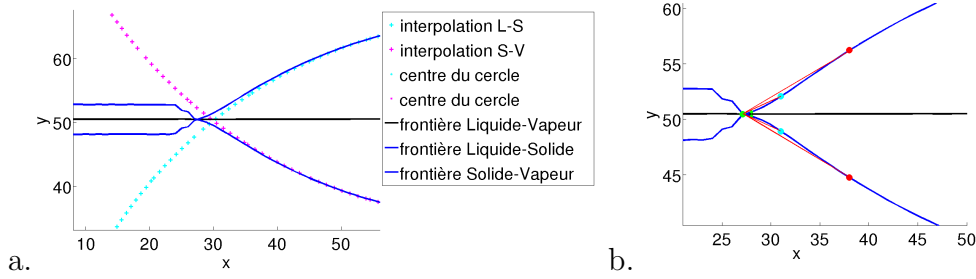 60
50
40
10
20
30
40
50
x
y
interpolation L-S
interpolation S-V
centre du cercle
centre du cercle
frontière Liquide-Vapeur
frontière Liquide-Solide
frontière Solide-Vapeur
a.
60
55
50
45
25
30
35
40
45
50
x
y
b.